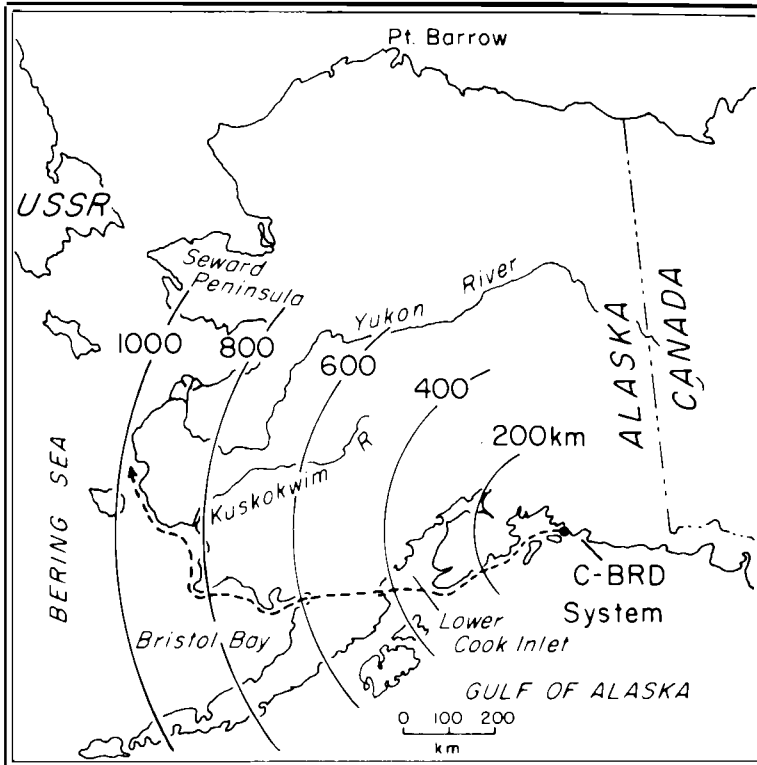 Pt. Barrow
USSR
Seward
Peninsula
Yukon River
1000
800
600
400
200km
ALASKA
CANADA
Kuskokwim R
BERING SEA
C-BRD
System
Bristol Bay
Lower
Cook Inlet
GULF OF ALASKA
0 100 200
km